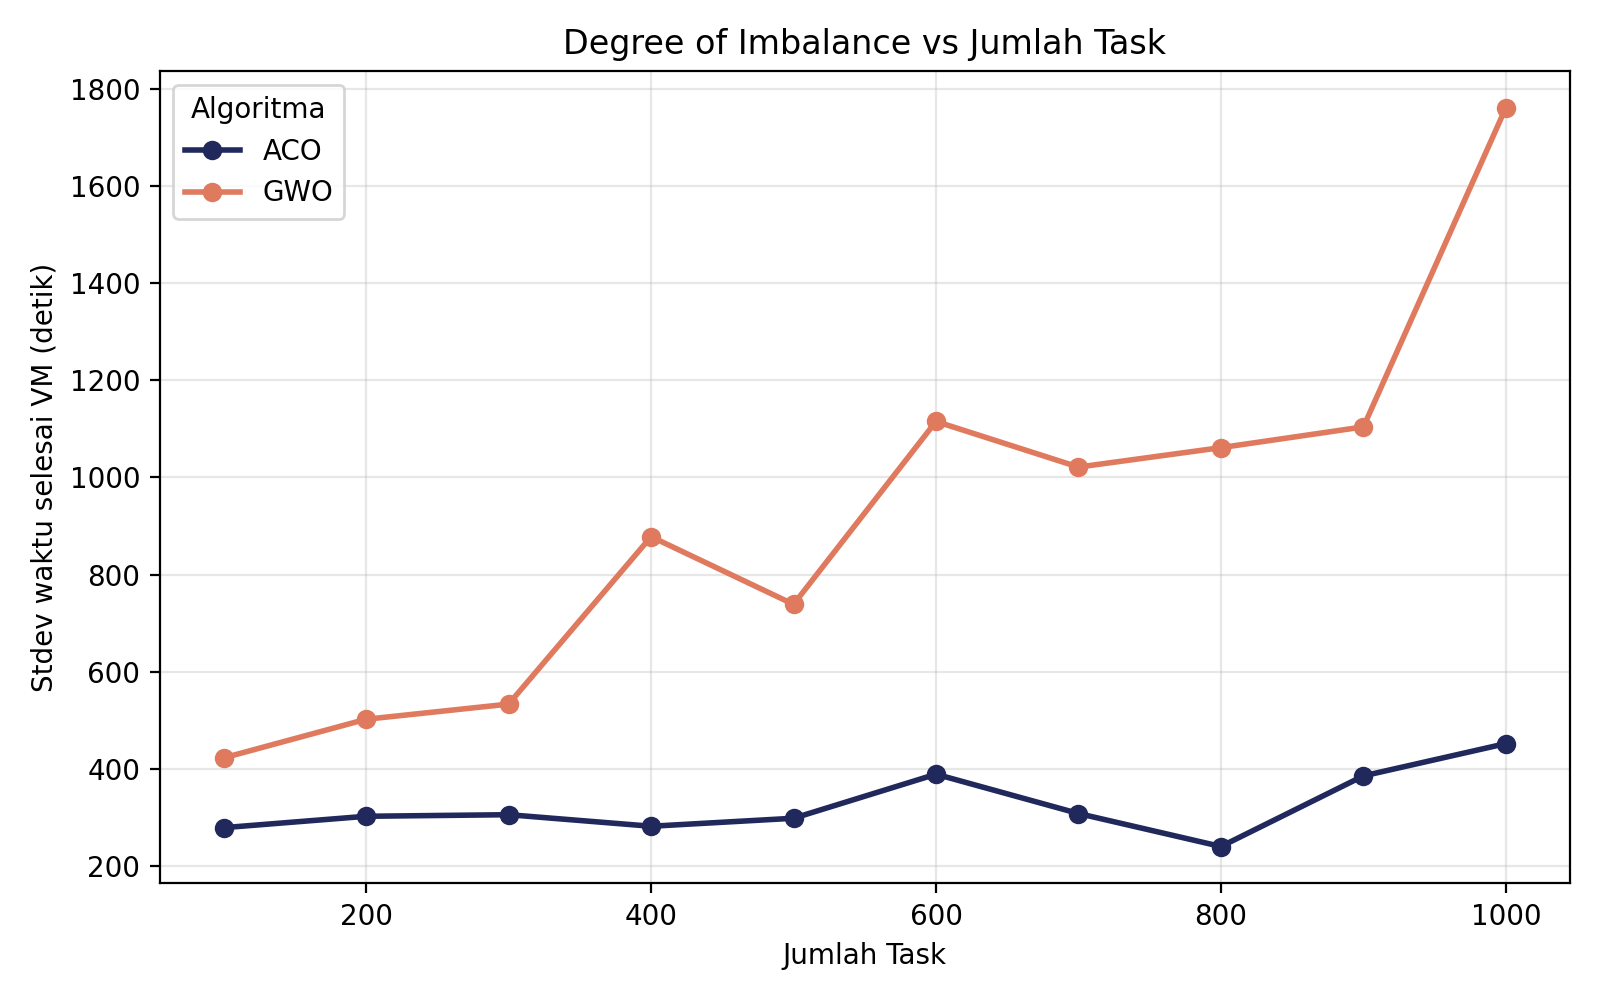 Degree of Imbalance vs Jumlah Task
Algoritma
ACO
GWO
Stdev waktu selesai VM (detik)
1800
1600
1400
1200
1000
800
600
400
200
200 400 600 800 1000
Jumlah Task